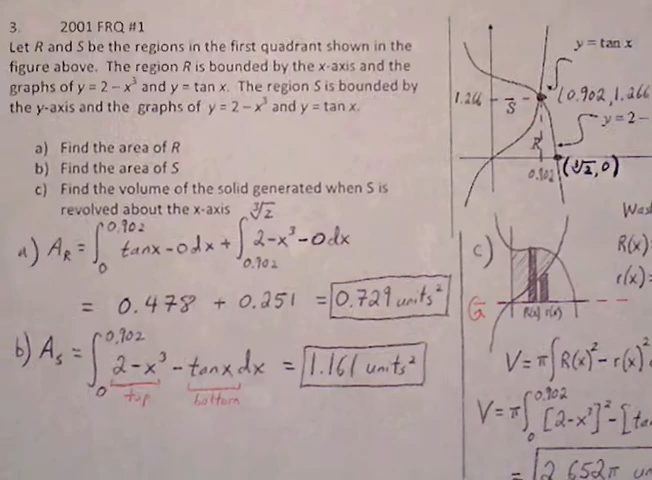 3. 2001 FRQ #1
Let R and S be the regions in the first quadrant shown in the
figure above. The region R is bounded by the x-axis and the
graphs of y = 2 − x³ and y = tan x. The region S is bounded by
the y-axis and the graphs of y = 2 − x³ and y = tan x.
a) Find the area of R
b) Find the area of S
c) Find the volume of the solid generated when S is
revolved about the x-axis
a) A_R = ∫₀^0.902 tanx − 0 dx + ∫_0.902^∛2 2 − x³ − 0 dx
= 0.478 + 0.251 = 0.729 units²
b) A_S = ∫₀^0.902 2 − x³ − tanx dx = 1.161 units²
top bottom
y = tan x
1.266 S (0.902, 1.266
y = 2 −
R
0.902 (∛2, 0)
Was
c) R(x)
r(x)
R(x) r(x)
V = π∫ R(x)² − r(x)²
V = π∫₀^0.902 [2 − x³]² − [ta
= 2.652π un